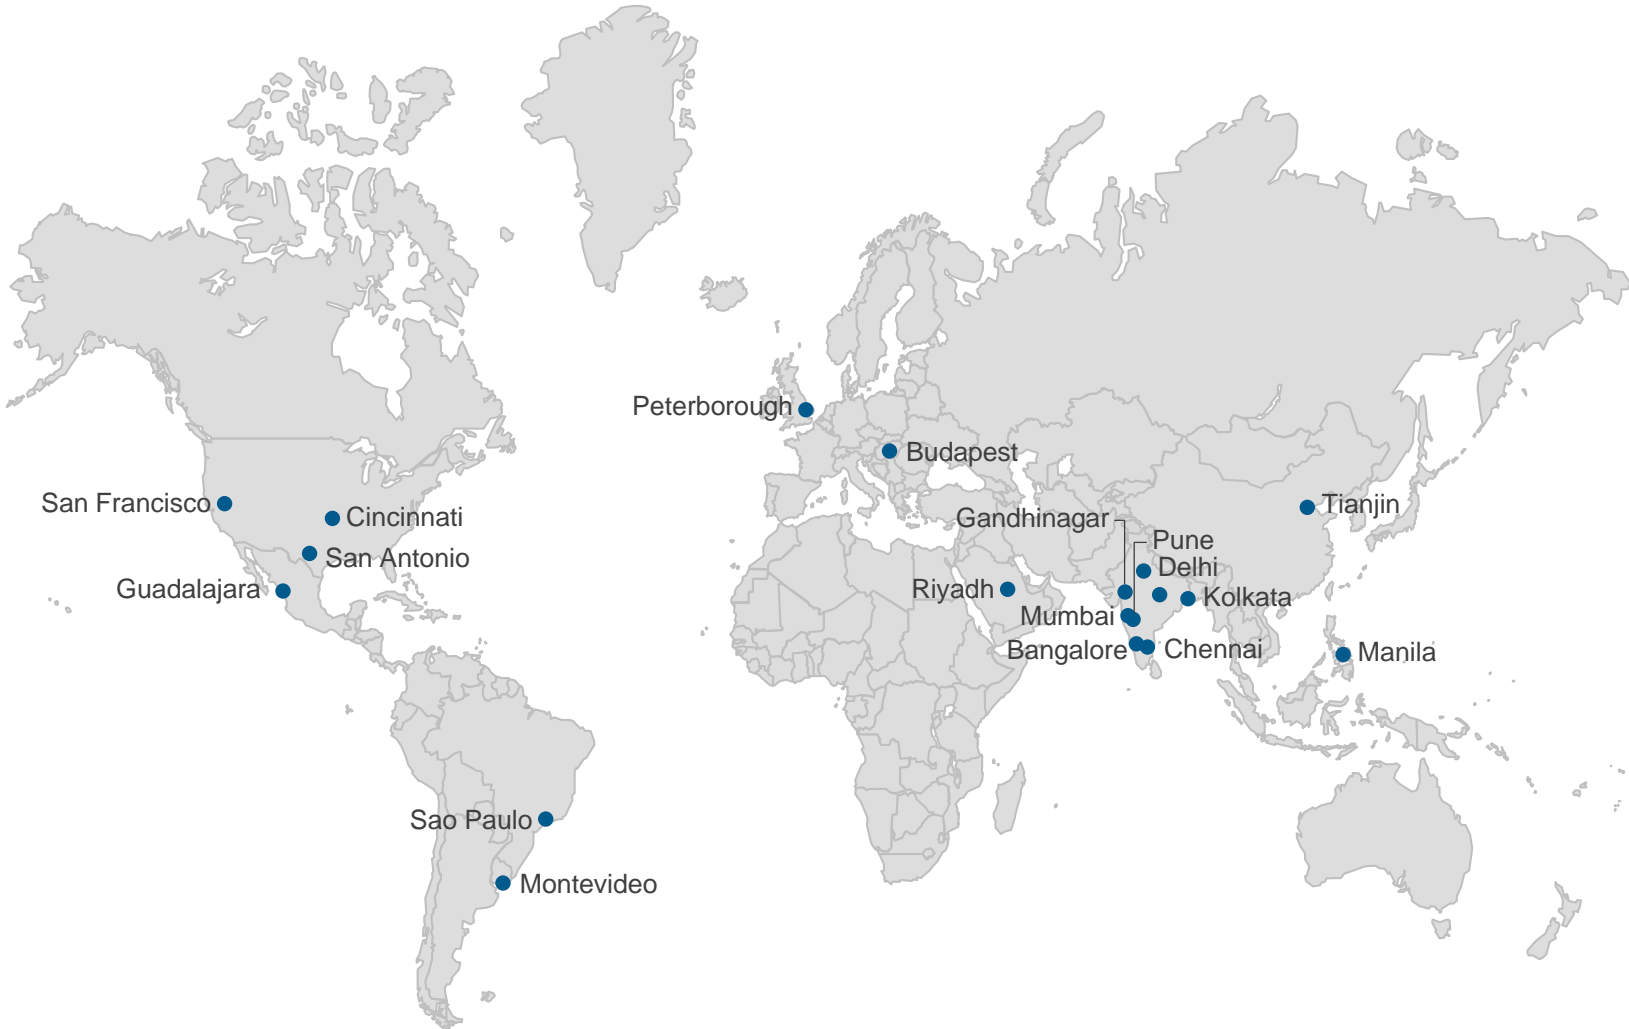 Peterborough
Budapest
San Francisco
Cincinnati
Tianjin
Gandhinagar
Pune
San Antonio
Delhi
Guadalajara
Riyadh
Kolkata
Mumbai
Bangalore
Chennai
Manila
Sao Paulo
Montevideo